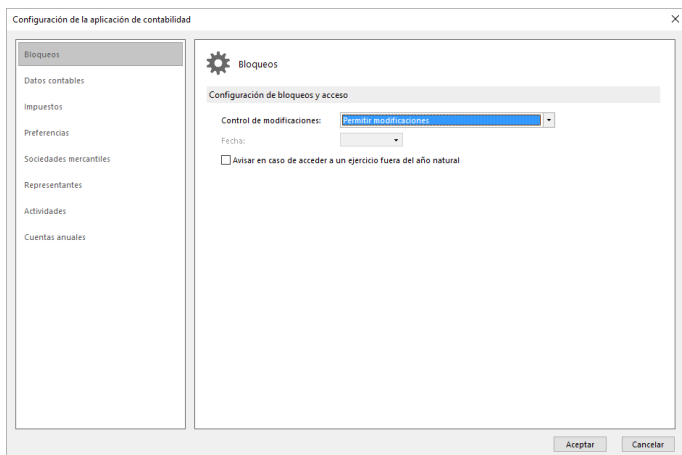 Configuración de la aplicación de contabilidad
Bloqueos
Datos contables
Impuestos
Preferencias
Sociedades mercantiles
Representantes
Actividades
Cuentas anuales
Bloqueos
Configuración de bloqueos y acceso
Control de modificaciones: Permitir modificaciones
Fecha:
Avisar en caso de acceder a un ejercicio fuera del año natural
Aceptar Cancelar